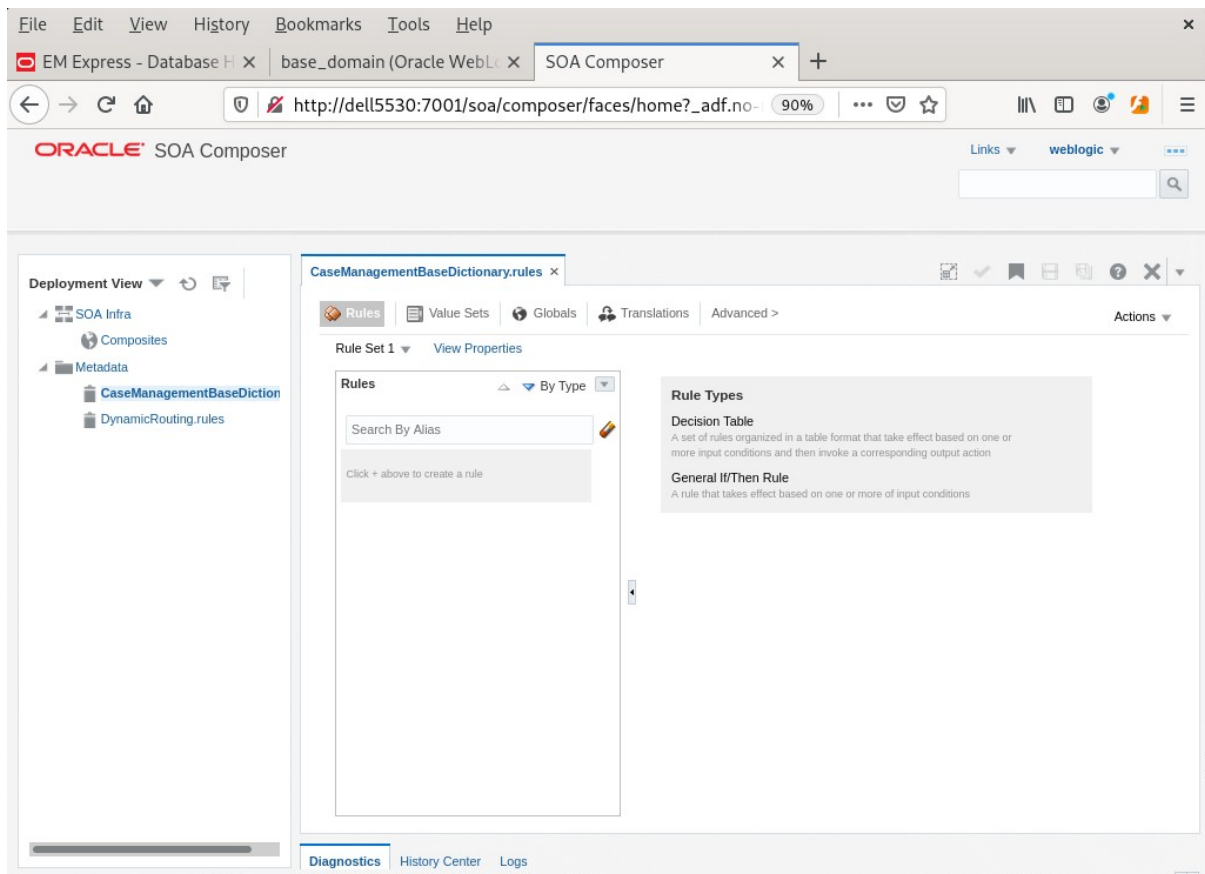 File Edit View History Bookmarks Tools Help
EM Express - Database H
base_domain (Oracle WebLo
SOA Composer
http://dell5530:7001/soa/composer/faces/home?_adf.no-
90%
ORACLE SOA Composer
Links
weblogic
Deployment View
SOA Infra
Composites
Metadata
CaseManagementBaseDiction
DynamicRouting.rules
CaseManagementBaseDictionary.rules
Rules
Value Sets
Globals
Translations
Advanced >
Actions
Rule Set 1
View Properties
Rules
By Type
Search By Alias
Click + above to create a rule
Rule Types
Decision Table
A set of rules organized in a table format that take effect based on one or
more input conditions and then invoke a corresponding output action
General If/Then Rule
A rule that takes effect based on one or more of input conditions
Diagnostics
History Center
Logs